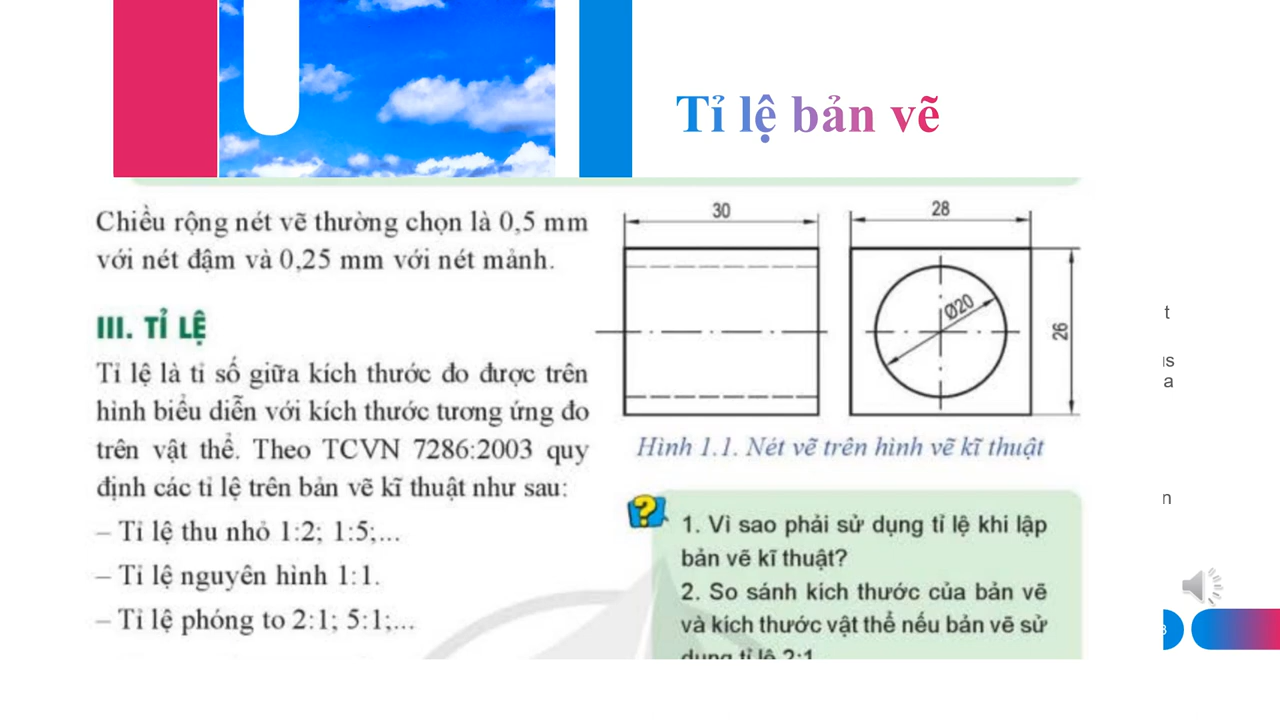 Tỉ lệ bản vẽ
Chiều rộng nét vẽ thường chọn là 0,5 mm
với nét đậm và 0,25 mm với nét mảnh.
III. TỈ LỆ
Tỉ lệ là tỉ số giữa kích thước đo được trên
hình biểu diễn với kích thước tương ứng đo
trên vật thể. Theo TCVN 7286:2003 quy
định các tỉ lệ trên bản vẽ kĩ thuật như sau:
– Tỉ lệ thu nhỏ 1:2; 1:5;...
– Tỉ lệ nguyên hình 1:1.
– Tỉ lệ phóng to 2:1; 5:1;...
30
28
Ø20
26
Hình 1.1. Nét vẽ trên hình vẽ kĩ thuật
1. Vì sao phải sử dụng tỉ lệ khi lập
bản vẽ kĩ thuật?
2. So sánh kích thước của bản vẽ
và kích thước vật thể nếu bản vẽ sử
dụng tỉ lệ 2:1
t
a
n